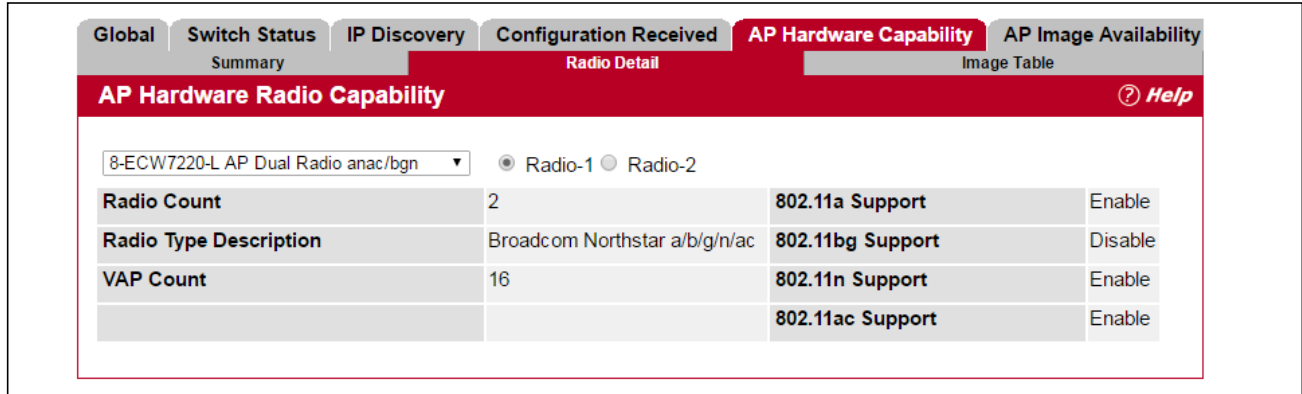 Global Switch Status IP Discovery Configuration Received AP Hardware Capability AP Image Availability
Summary Radio Detail Image Table
AP Hardware Radio Capability ? Help
8-ECW7220-L AP Dual Radio anac/bgn ▼ Radio-1 Radio-2
Radio Count 2 802.11a Support Enable
Radio Type Description Broadcom Northstar a/b/g/n/ac 802.11bg Support Disable
VAP Count 16 802.11n Support Enable
802.11ac Support Enable